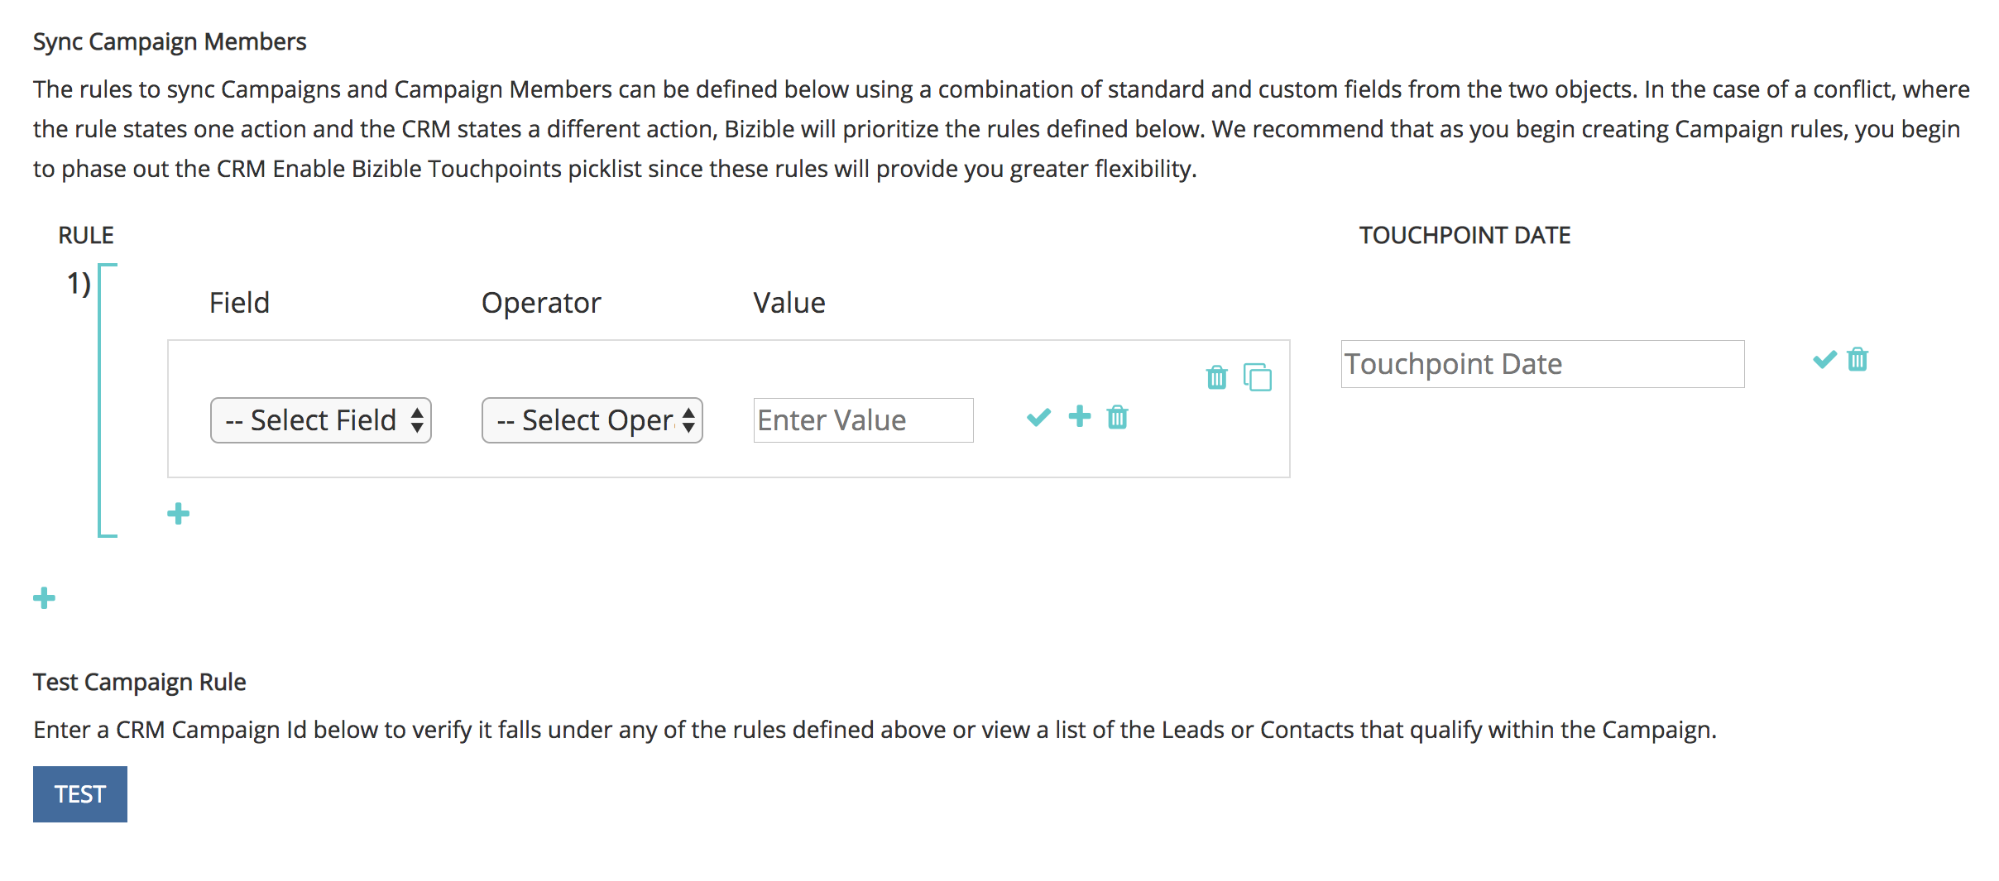 Sync Campaign Members
The rules to sync Campaigns and Campaign Members can be defined below using a combination of standard and custom fields from the two objects. In the case of a conflict, where
the rule states one action and the CRM states a different action, Bizible will prioritize the rules defined below. We recommend that as you begin creating Campaign rules, you begin
to phase out the CRM Enable Bizible Touchpoints picklist since these rules will provide you greater flexibility.
RULE
TOUCHPOINT DATE
1)
Field
Operator
Value
Touchpoint Date
-- Select Field
-- Select Oper
Enter Value
Test Campaign Rule
Enter a CRM Campaign Id below to verify it falls under any of the rules defined above or view a list of the Leads or Contacts that qualify within the Campaign.
TEST